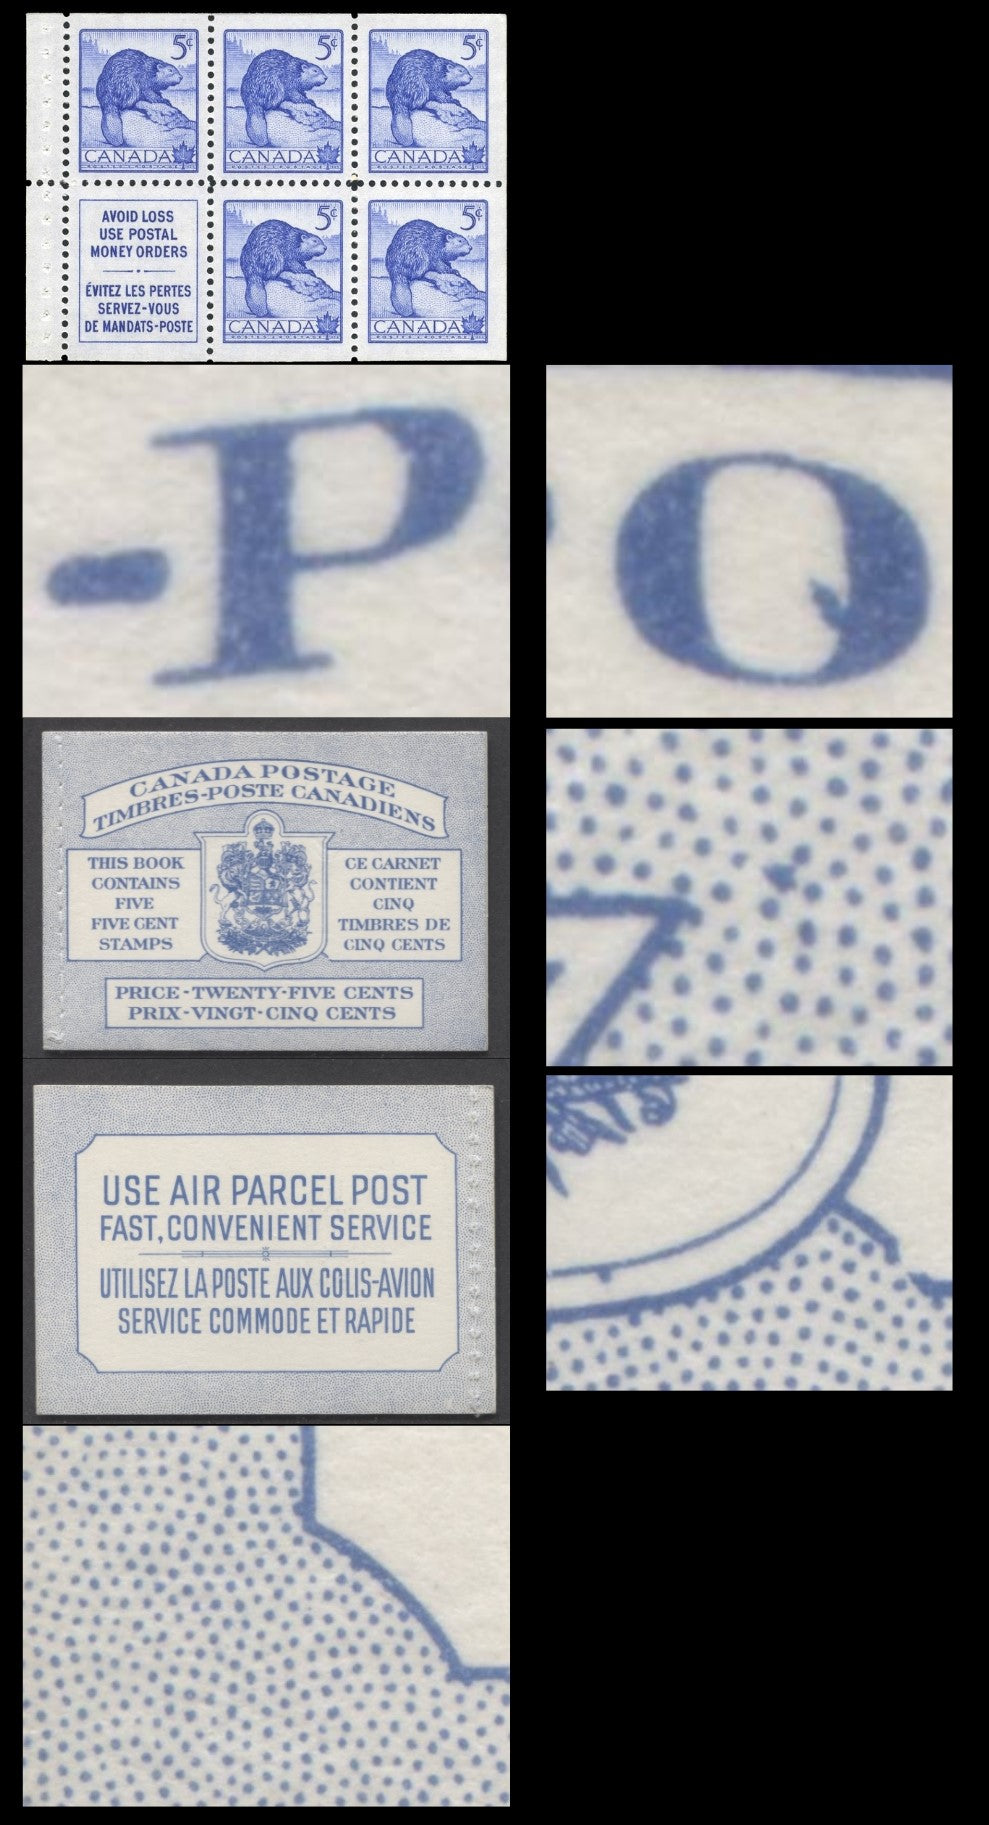 5¢ 5¢ 5¢
CANADA CANADA CANADA
AVOID LOSS
USE POSTAL
MONEY ORDERS
ÉVITEZ LES PERTES
SERVEZ-VOUS
DE MANDATS-POSTE
5¢ 5¢
CANADA CANADA
-P
Q
CANADA POSTAGE
TIMBRES-POSTE CANADIENS
THIS BOOK
CONTAINS
FIVE
FIVE CENT
STAMPS
CE CARNET
CONTIENT
CINQ
TIMBRES DE
CINQ CENTS
PRICE-TWENTY-FIVE CENTS
PRIX-VINGT-CINQ CENTS
USE AIR PARCEL POST
FAST, CONVENIENT SERVICE
UTILISEZ LA POSTE AUX COLIS-AVION
SERVICE COMMODE ET RAPIDE